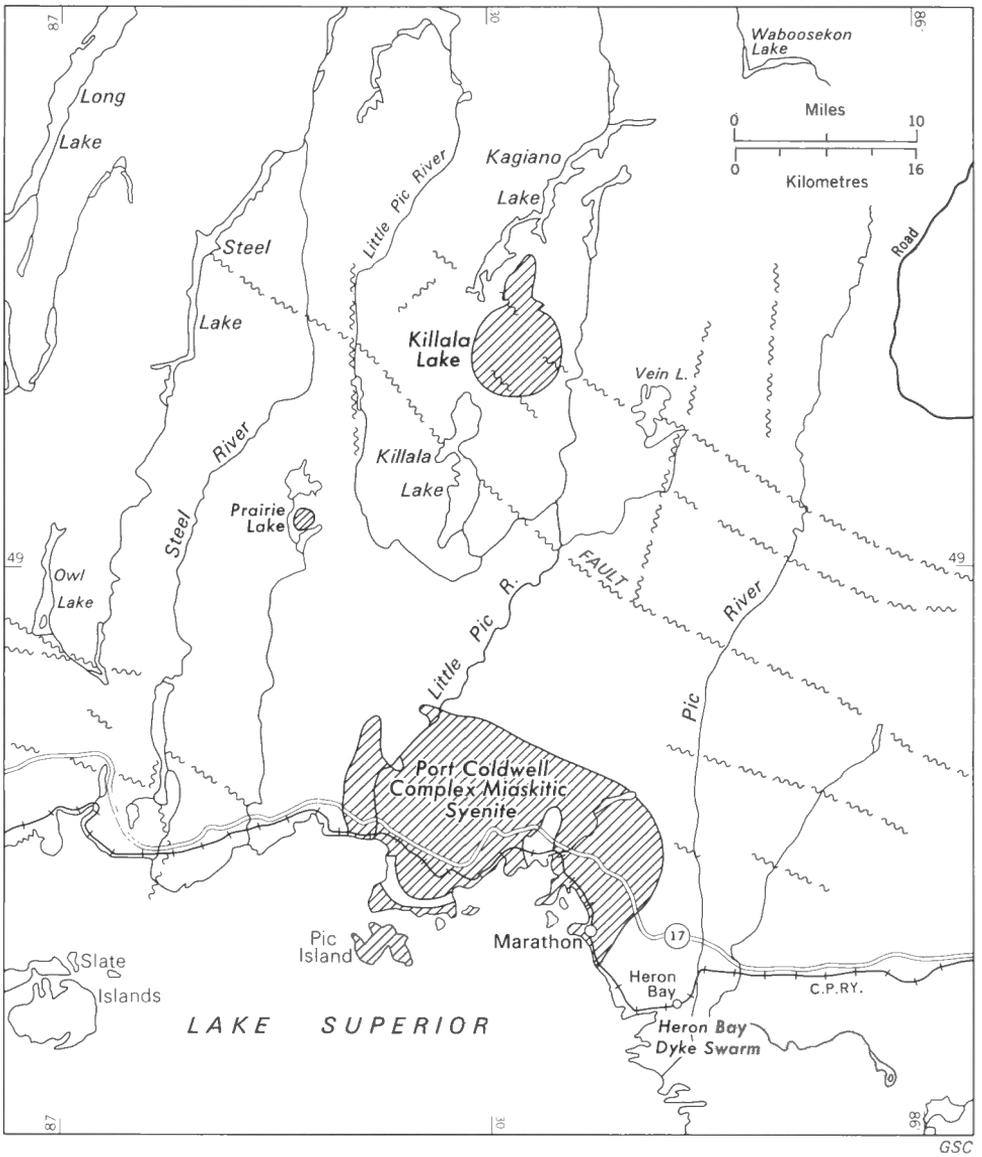 87
30
86
Waboosekon
Lake
Long
Lake
Miles
0 10
0 16
Kilometres
Kagiano
Lake
Little Pic River
Steel
Lake
Road
Killala
Lake
Vein L.
Killala
Lake
River
Steel
Prairie
Lake
49
49
Owl
Lake
FAULT
Little Pic R.
Pic River
Port Coldwell
Complex Miaskitic
Syenite
Pic
Island
Marathon
17
Slate
Islands
Heron
Bay
C.P.RY.
LAKE SUPERIOR
Heron Bay
Dyke Swarm
87
30
86
GSC